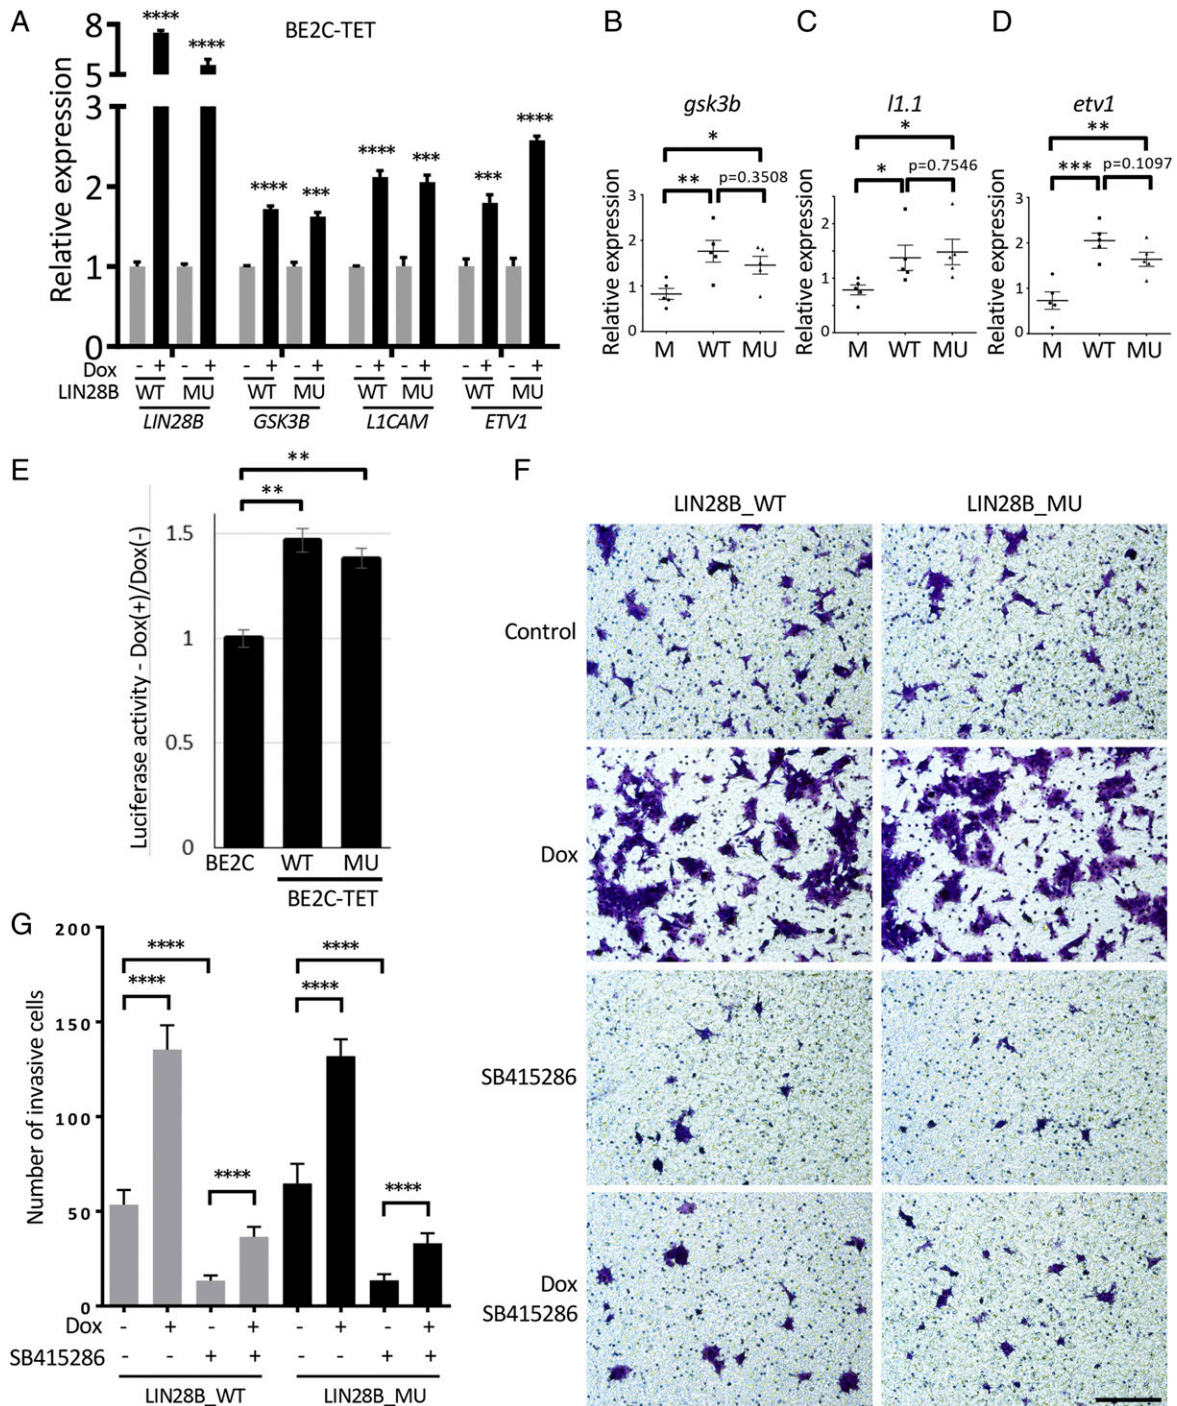 A
BE2C-TET
Relative expression
8
5
3
2
1
0
**** **** **** *** **** *** *** ****
Dox - + - + - + - + - + - + - + - +
LIN28B WT MU WT MU WT MU WT MU
LIN28B GSK3B L1CAM ETV1
B
gsk3b
*
** p=0.3508
Relative expression
3
2
1
0
M WT MU
C
l1.1
*
* p=0.7546
Relative expression
2
1
0
M WT MU
D
etv1
**
*** p=0.1097
Relative expression
3
2
1
0
M WT MU
E
**
**
Luciferase activity - Dox(+)/Dox(-)
1.5
1
0.5
0
BE2C WT MU
BE2C-TET
F
LIN28B_WT LIN28B_MU
Control
Dox
SB415286
Dox
SB415286
G
Number of invasive cells
200
150
100
50
0
**** ****
**** ****
**** ****
Dox - + - + - + - +
SB415286 - - + + - - + +
LIN28B_WT LIN28B_MU